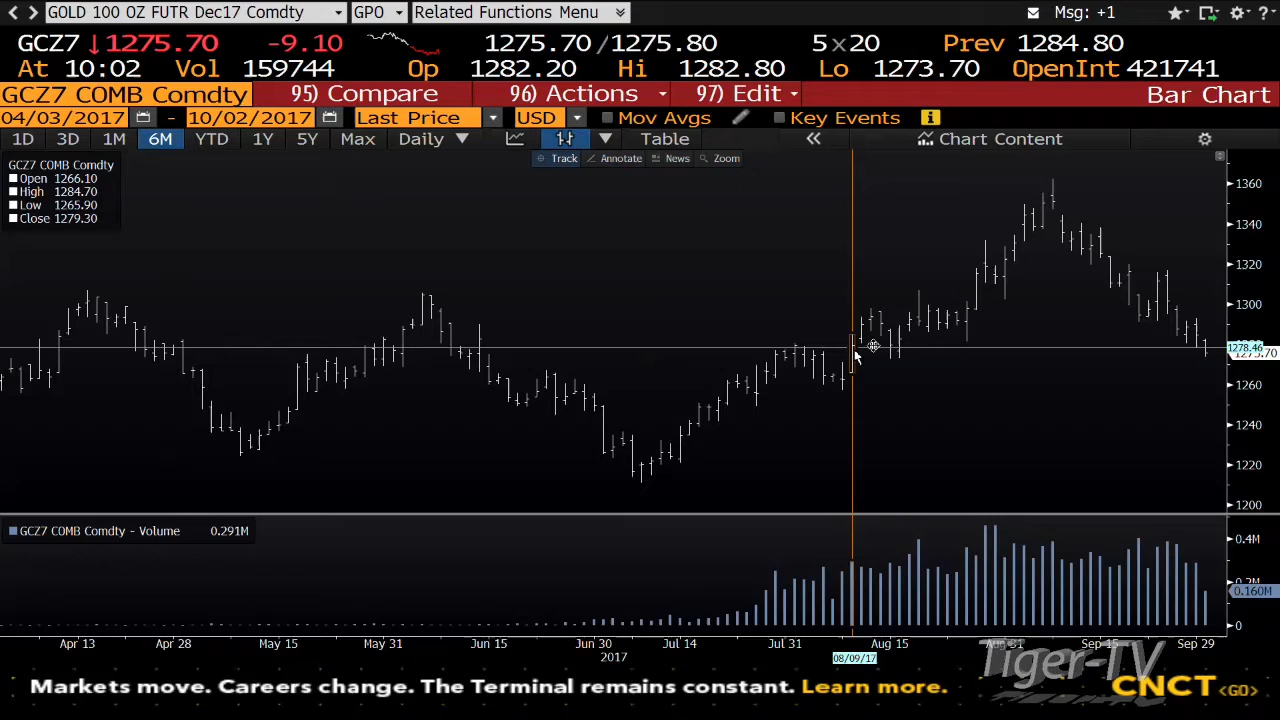 GOLD 100 OZ FUTR Dec17 Comdty GPO Related Functions Menu Msg: +1
GCZ7 ↓1275.70 -9.10 1275.70/1275.80 5x20 Prev 1284.80
At 10:02 Vol 159744 Op 1282.20 Hi 1282.80 Lo 1273.70 OpenInt 421741
GCZ7 COMB Comdty 95) Compare 96) Actions 97) Edit Bar Chart
04/03/2017 - 10/02/2017 Last Price USD Mov Avgs Key Events
1D 3D 1M 6M YTD 1Y 5Y Max Daily Table Chart Content
Track Annotate News Zoom
GCZ7 COMB Comdty
Open 1266.10
High 1284.70
Low 1265.90
Close 1279.30
1360
1340
1320
1300
1278.46
1275.70
1260
1240
1220
1200
GCZ7 COMB Comdty - Volume 0.291M
0.4M
0.2M
0.160M
0
Apr 13 Apr 28 May 15 May 31 Jun 15 Jun 30 Jul 14 Jul 31 Aug 15 Aug 31 Sep 15 Sep 29
2017 08/09/17
Tiger-TV
Markets move. Careers change. The Terminal remains constant. Learn more. CNCT <GO>